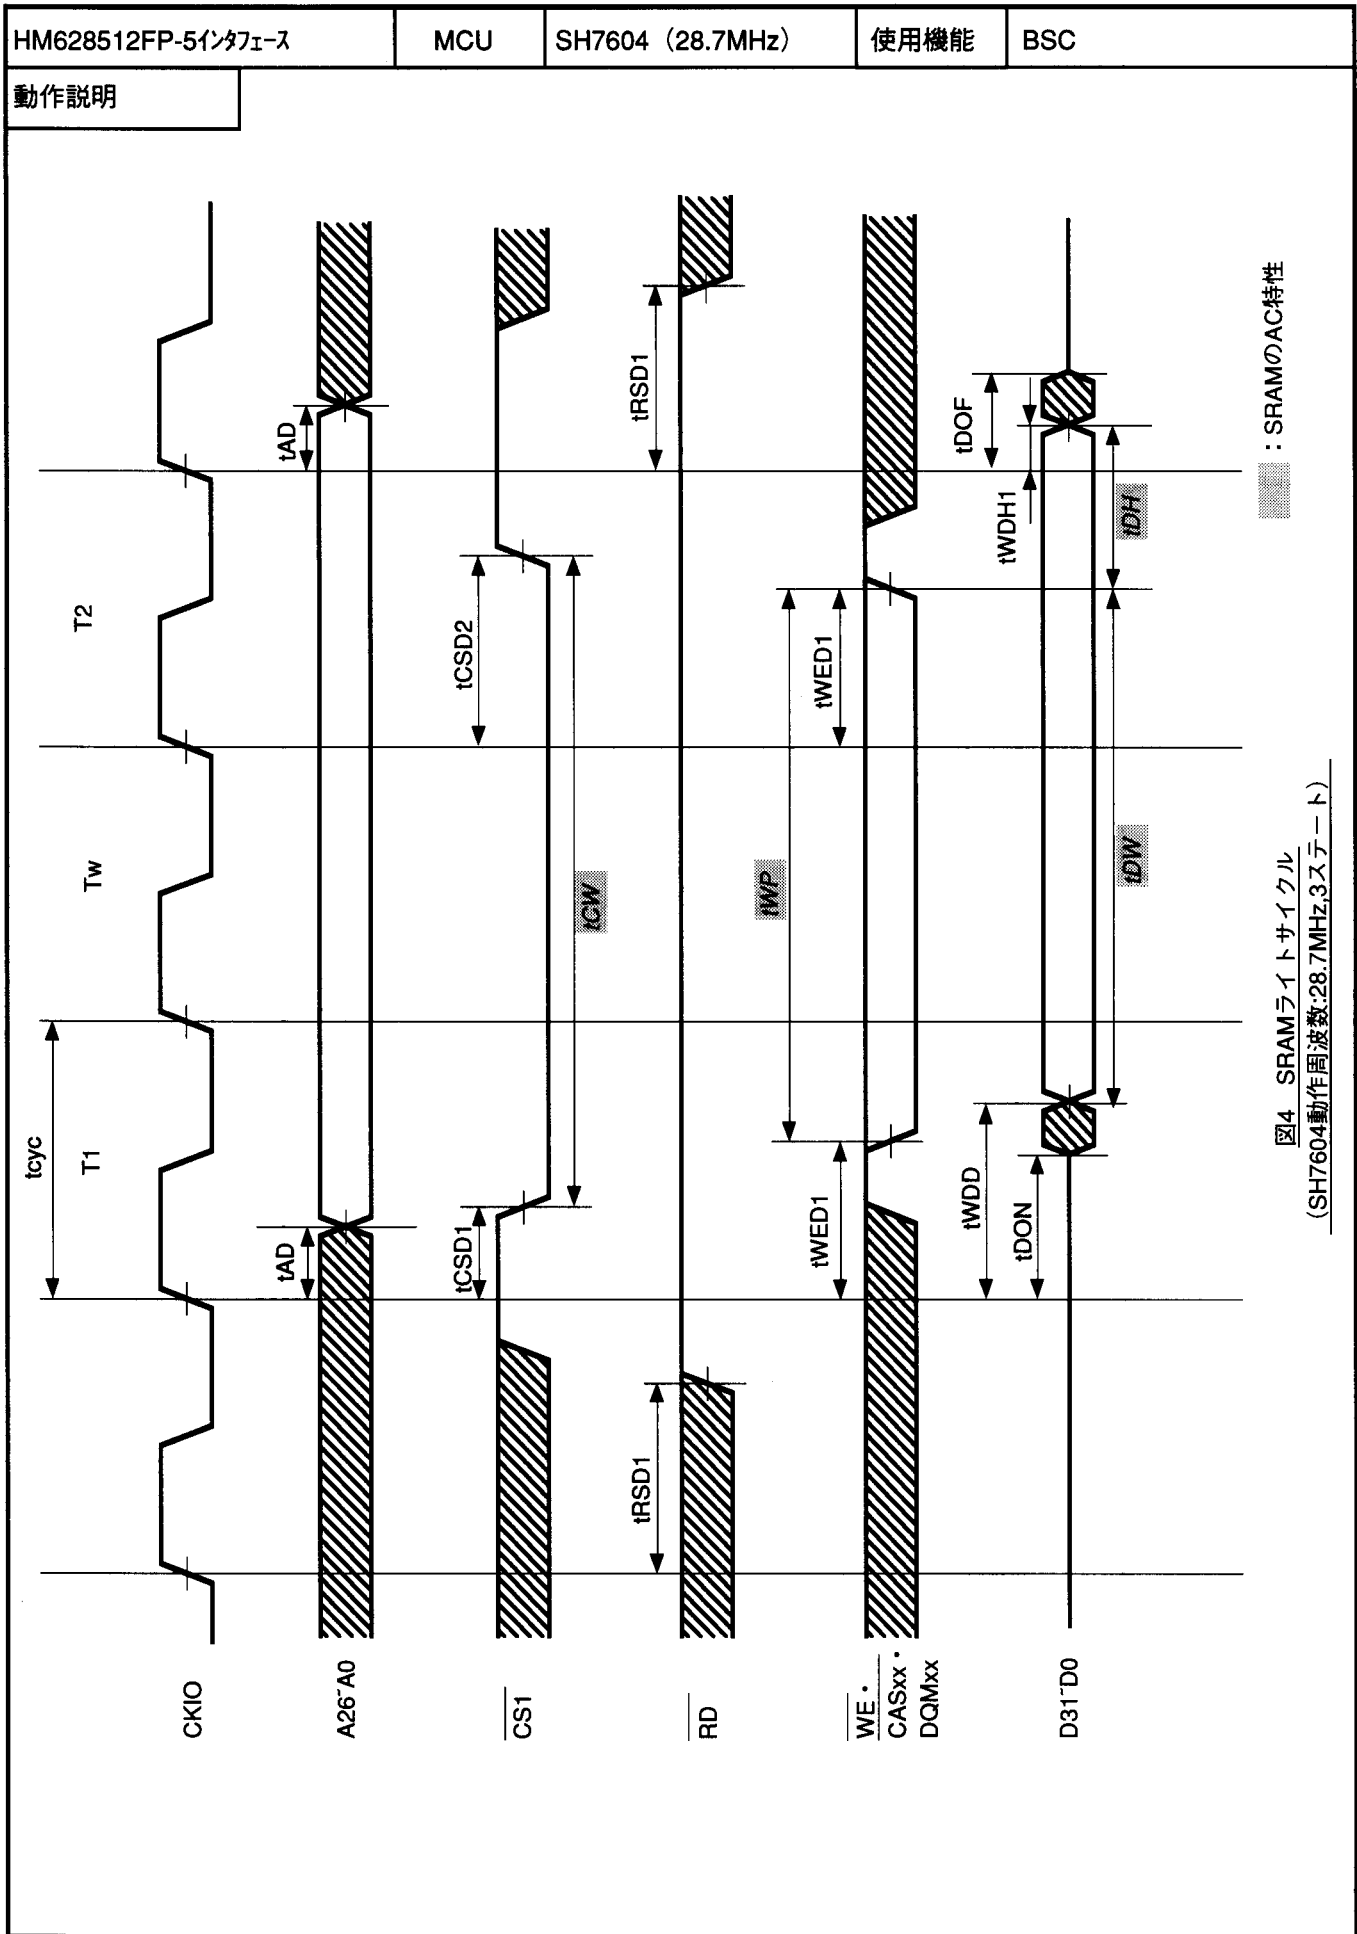 HM628512FP-5インタフェース
MCU
SH7604（28.7MHz）
使用機能
BSC
動作説明
tcyc
T1
Tw
T2
CKIO
tAD
tAD
A26~A0
tCSD1
tCSD2
tCW
CS1
tRSD1
tRSD1
RD
tWED1
tWP
tWED1
WE・
CASxx・
DQMxx
tWDD
tDON
tDOF
tWDH1
tDW
tDH
D31~D0
：SRAMのAC特性
図4 SRAMライトサイクル
（SH7604動作周波数:28.7MHz,3ステート）